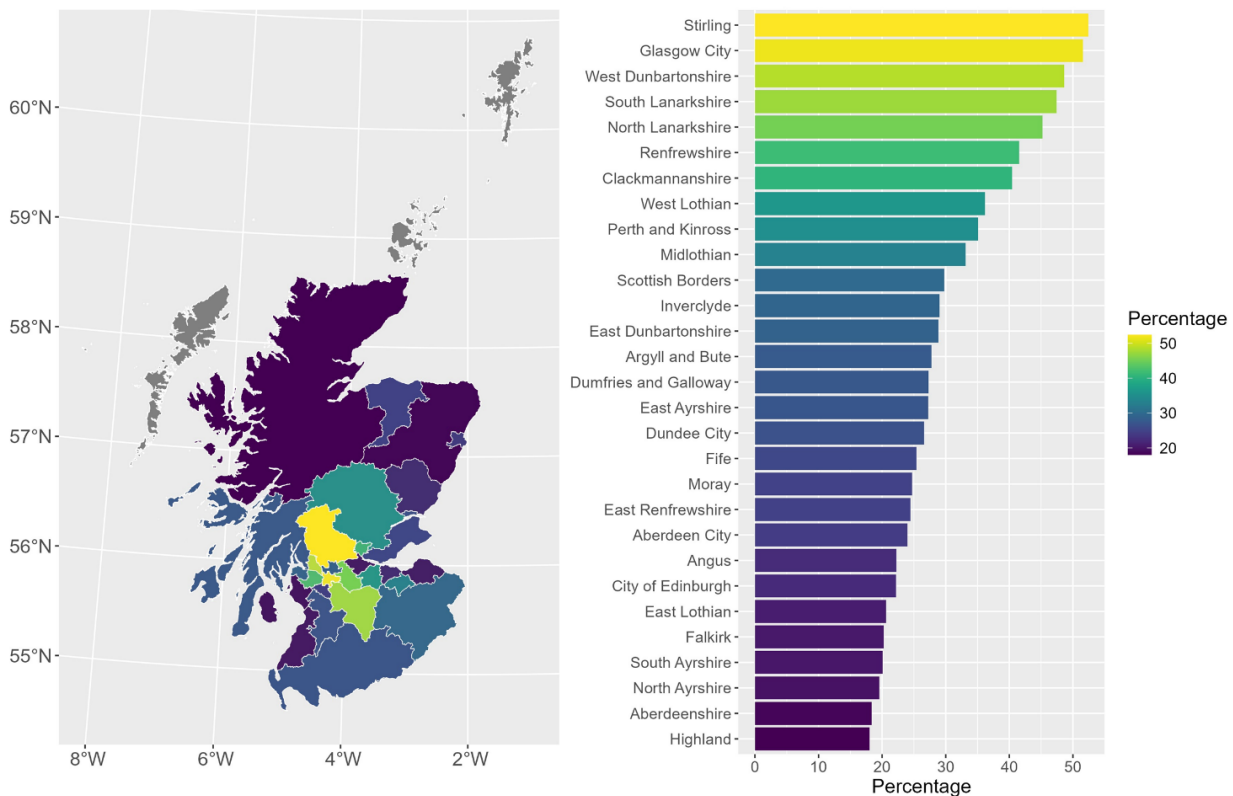 60°N
59°N
58°N
57°N
56°N
55°N
8°W
6°W
4°W
2°W
Stirling
Glasgow City
West Dunbartonshire
South Lanarkshire
North Lanarkshire
Renfrewshire
Clackmannanshire
West Lothian
Perth and Kinross
Midlothian
Scottish Borders
Inverclyde
East Dunbartonshire
Argyll and Bute
Dumfries and Galloway
East Ayrshire
Dundee City
Fife
Moray
East Renfrewshire
Aberdeen City
Angus
City of Edinburgh
East Lothian
Falkirk
South Ayrshire
North Ayrshire
Aberdeenshire
Highland
0 10 20 30 40 50
Percentage
Percentage
50
40
30
20